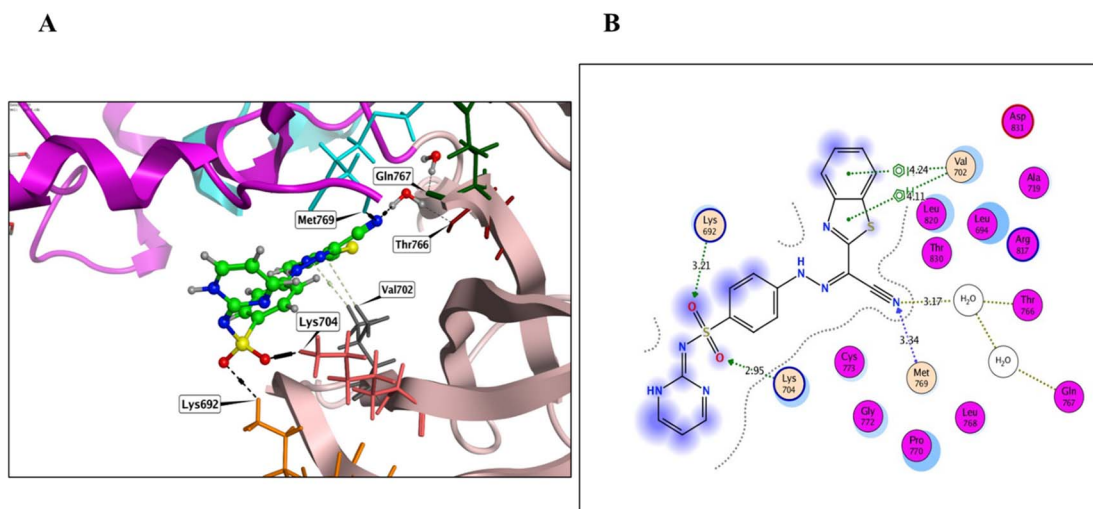 A
B
Gln767
Met769
Thr766
Val702
Lys704
Lys692
Asp
831
Val
702
4.24
Ala
719
4.11
Leu
820
Leu
694
Arg
817
Lys
692
Thr
830
N
S
3.21
H
N
N
N
3.17
H₂O
Thr
766
O
S
O
3.34
N
H₂O
2.95
Cys
773
Met
769
HN
N
Lys
704
Gln
767
Gly
772
Leu
768
Pro
770